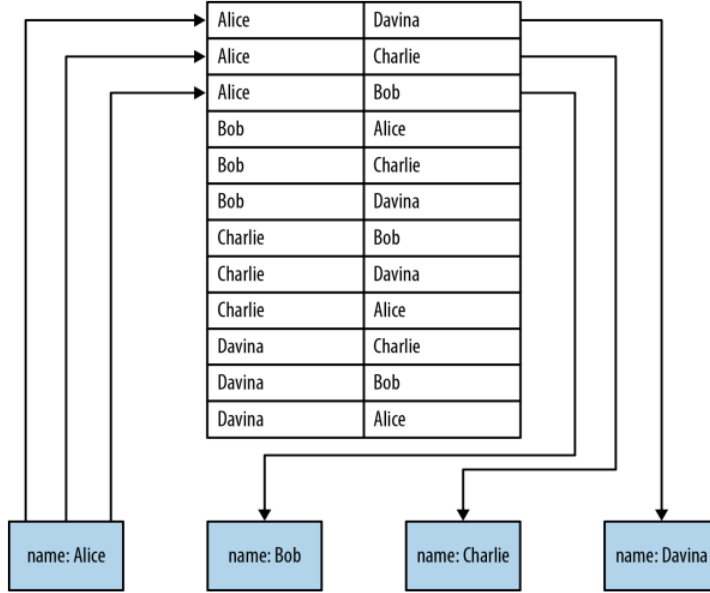 Alice Davina
Alice Charlie
Alice Bob
Bob Alice
Bob Charlie
Bob Davina
Charlie Bob
Charlie Davina
Charlie Alice
Davina Charlie
Davina Bob
Davina Alice
name: Alice name: Bob name: Charlie name: Davina